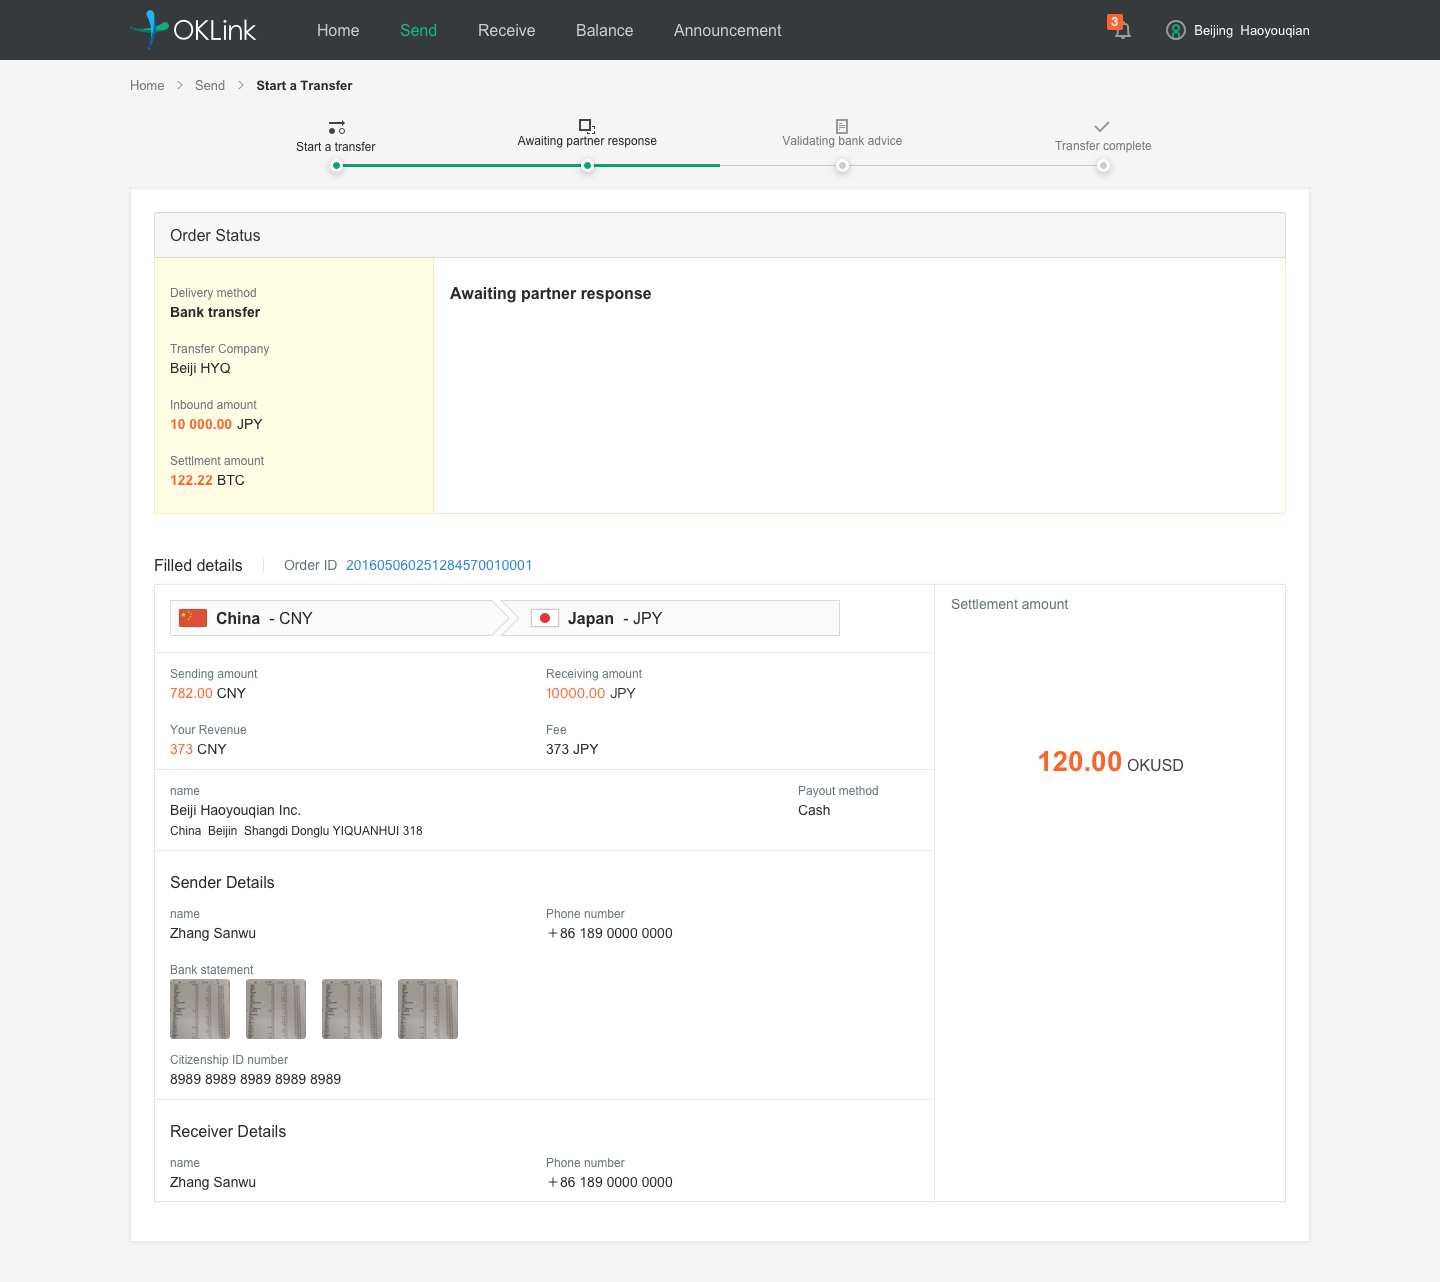 OKLink
Home Send Receive Balance Announcement
3
Beijing Haoyouqian
Home > Send > Start a Transfer
Start a transfer
Awaiting partner response
Validating bank advice
Transfer complete
Order Status
Delivery method
Bank transfer
Transfer Company
Beiji HYQ
Inbound amount
10 000.00 JPY
Settlment amount
122.22 BTC
Awaiting partner response
Filled details Order ID 201605060251284570010001
China - CNY Japan - JPY
Sending amount
782.00 CNY
Receiving amount
10000.00 JPY
Your Revenue
373 CNY
Fee
373 JPY
name
Beiji Haoyouqian Inc.
China Beijin Shangdi Donglu YIQUANHUI 318
Payout method
Cash
Sender Details
name
Zhang Sanwu
Phone number
+86 189 0000 0000
Bank statement
Citizenship ID number
8989 8989 8989 8989 8989
Receiver Details
name
Zhang Sanwu
Phone number
+86 189 0000 0000
Settlement amount
120.00 OKUSD